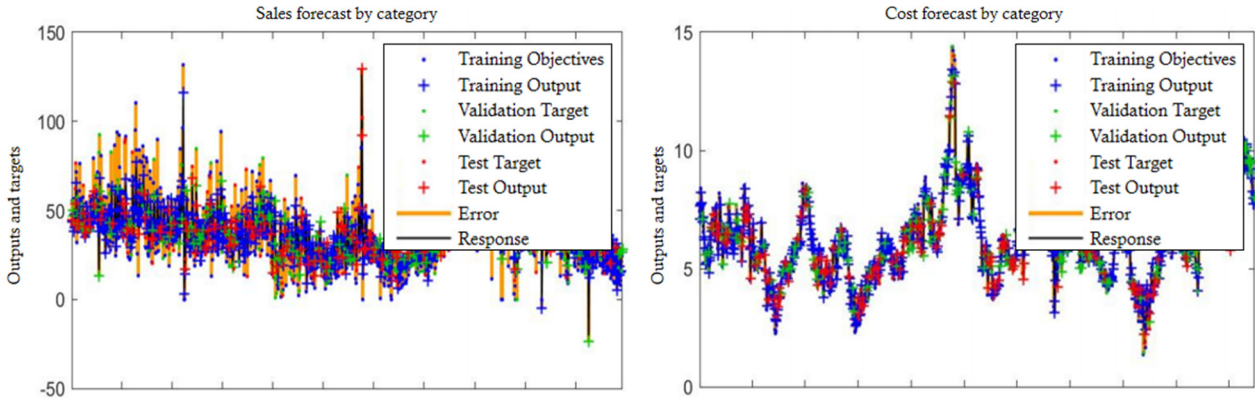 Sales forecast by category
150
100
50
0
-50
Outputs and targets
Training Objectives
Training Output
Validation Target
Validation Output
Test Target
Test Output
Error
Response
Cost forecast by category
15
10
5
0
Outputs and targets
Training Objectives
Training Output
Validation Target
Validation Output
Test Target
Test Output
Error
Response